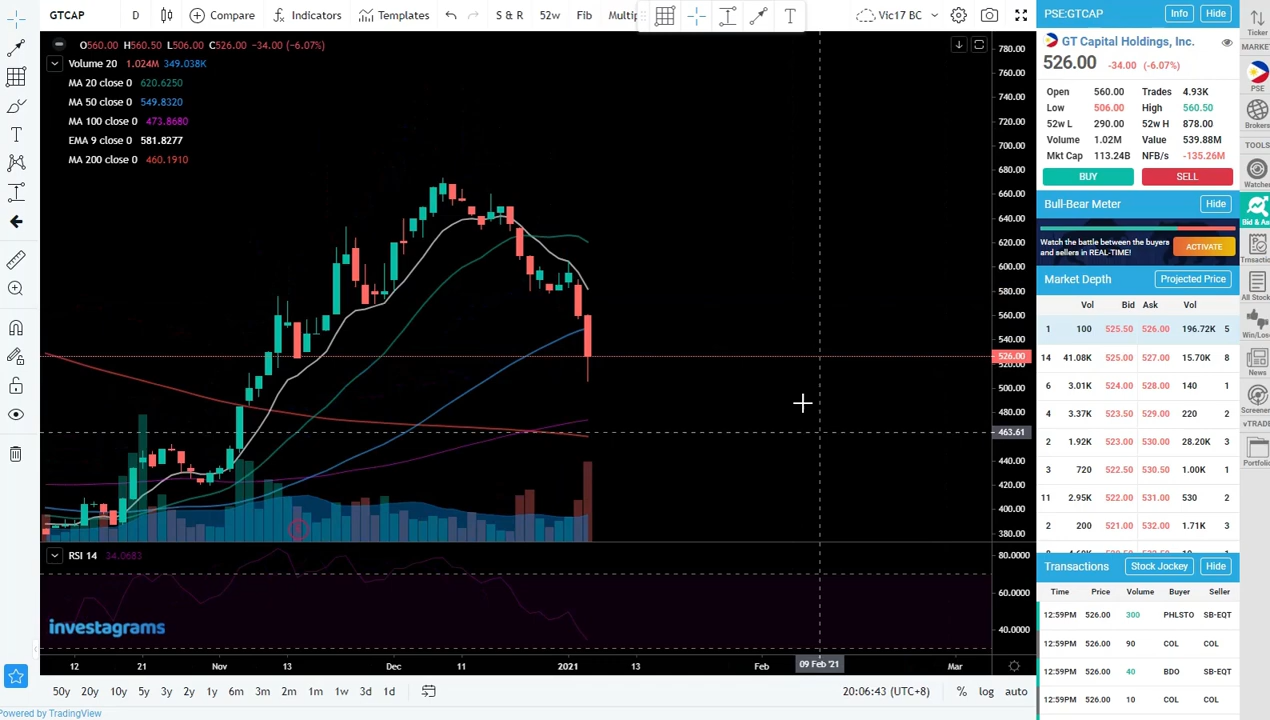 GTCAP D Compare Indicators Templates S & R 52w Fib Vic17 BC
O560.00 H560.50 L506.00 C526.00 -34.00 (-6.07%)
Volume 20 1.024M 349.038K
MA 20 close 0 620.6250
MA 50 close 0 549.8320
MA 100 close 0 473.8680
EMA 9 close 0 581.8277
MA 200 close 0 460.1910
780.00
760.00
740.00
720.00
700.00
680.00
660.00
640.00
620.00
600.00
580.00
560.00
540.00
526.00
520.00
500.00
480.00
463.61
440.00
420.00
400.00
380.00
RSI 14 34.0683
80.0000
60.0000
40.0000
investagrams
12 21 Nov 13 Dec 11 2021 13 Feb 09 Feb '21 Mar
50y 20y 10y 5y 3y 2y 1y 6m 3m 2m 1m 1w 3d 1d 20:06:43 (UTC+8) % log auto
Powered by TradingView
PSE:GTCAP Info Hide
GT Capital Holdings, Inc.
526.00 -34.00 (-6.07%)
Open 560.00 Trades 4.93K
Low 506.00 High 560.50
52w L 290.00 52w H 878.00
Volume 1.02M Value 539.88M
Mkt Cap 113.24B NFB/s -135.26M
BUY SELL
Bull-Bear Meter Hide
Watch the battle between the buyers
and sellers in REAL-TIME!
ACTIVATE
Market Depth Projected Price
Vol Bid Ask Vol
1 100 525.50 526.00 196.72K 5
14 41.08K 525.00 527.00 15.70K 8
6 3.01K 524.00 528.00 140 1
4 3.37K 523.50 529.00 220 2
2 1.92K 523.00 530.00 28.20K 3
3 720 522.50 530.50 1.00K 1
11 2.95K 522.00 531.00 530 2
2 200 521.00 532.00 1.71K 3
Transactions Stock Jockey Hide
Time Price Volume Buyer Seller
12:59PM 526.00 300 PHLSTO SB-EQT
12:59PM 526.00 90 COL COL
12:59PM 526.00 40 BDO SB-EQT
12:59PM 526.00 10 COL COL
Ticker
PSE
TOOLS
News